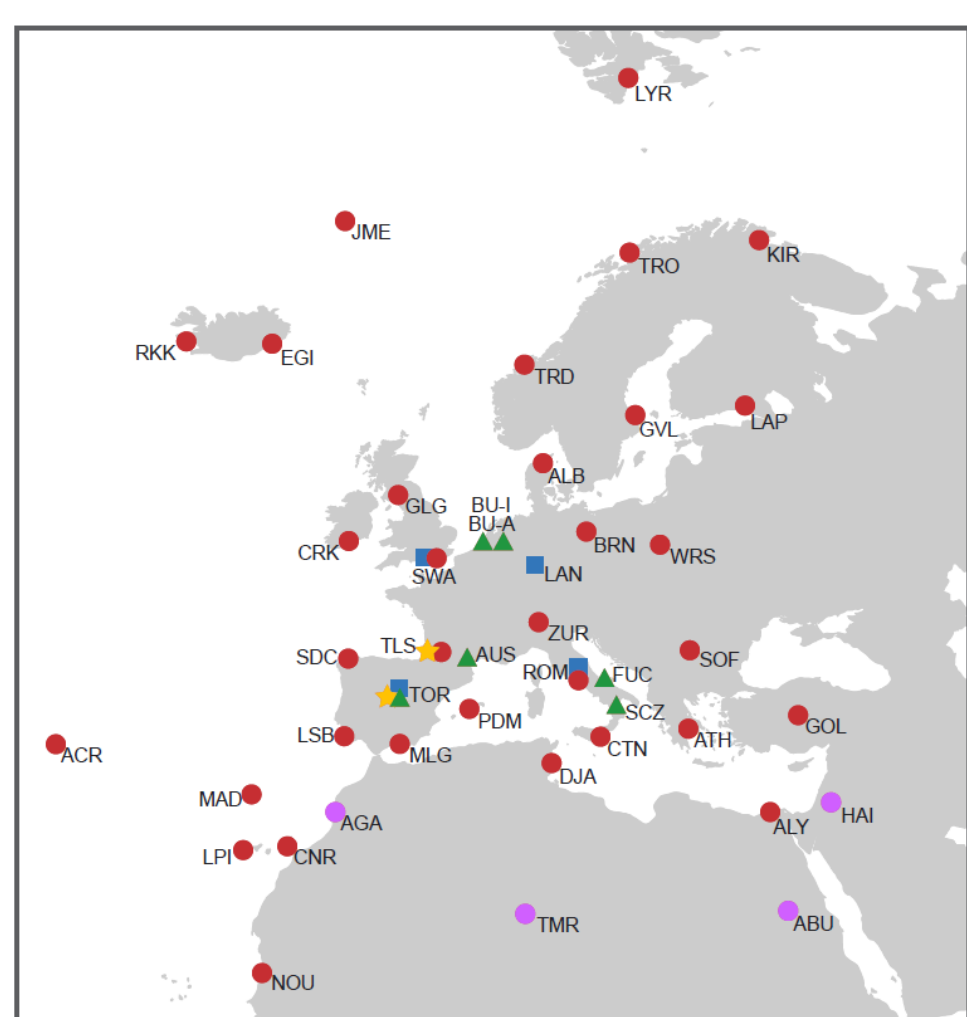 LYR
JME
TRO
KIR
RKK
EGI
TRD
GVL
LAP
ALB
GLG
BU-I
BU-A
CRK
BRN
WRS
SWA
LAN
ZUR
TLS
AUS
SDC
SOF
ROM
FUC
TOR
SCZ
PDM
GOL
LSB
ATH
CTN
ACR
MLG
DJA
MAD
HAI
AGA
ALY
LPI
CNR
TMR
ABU
NOU